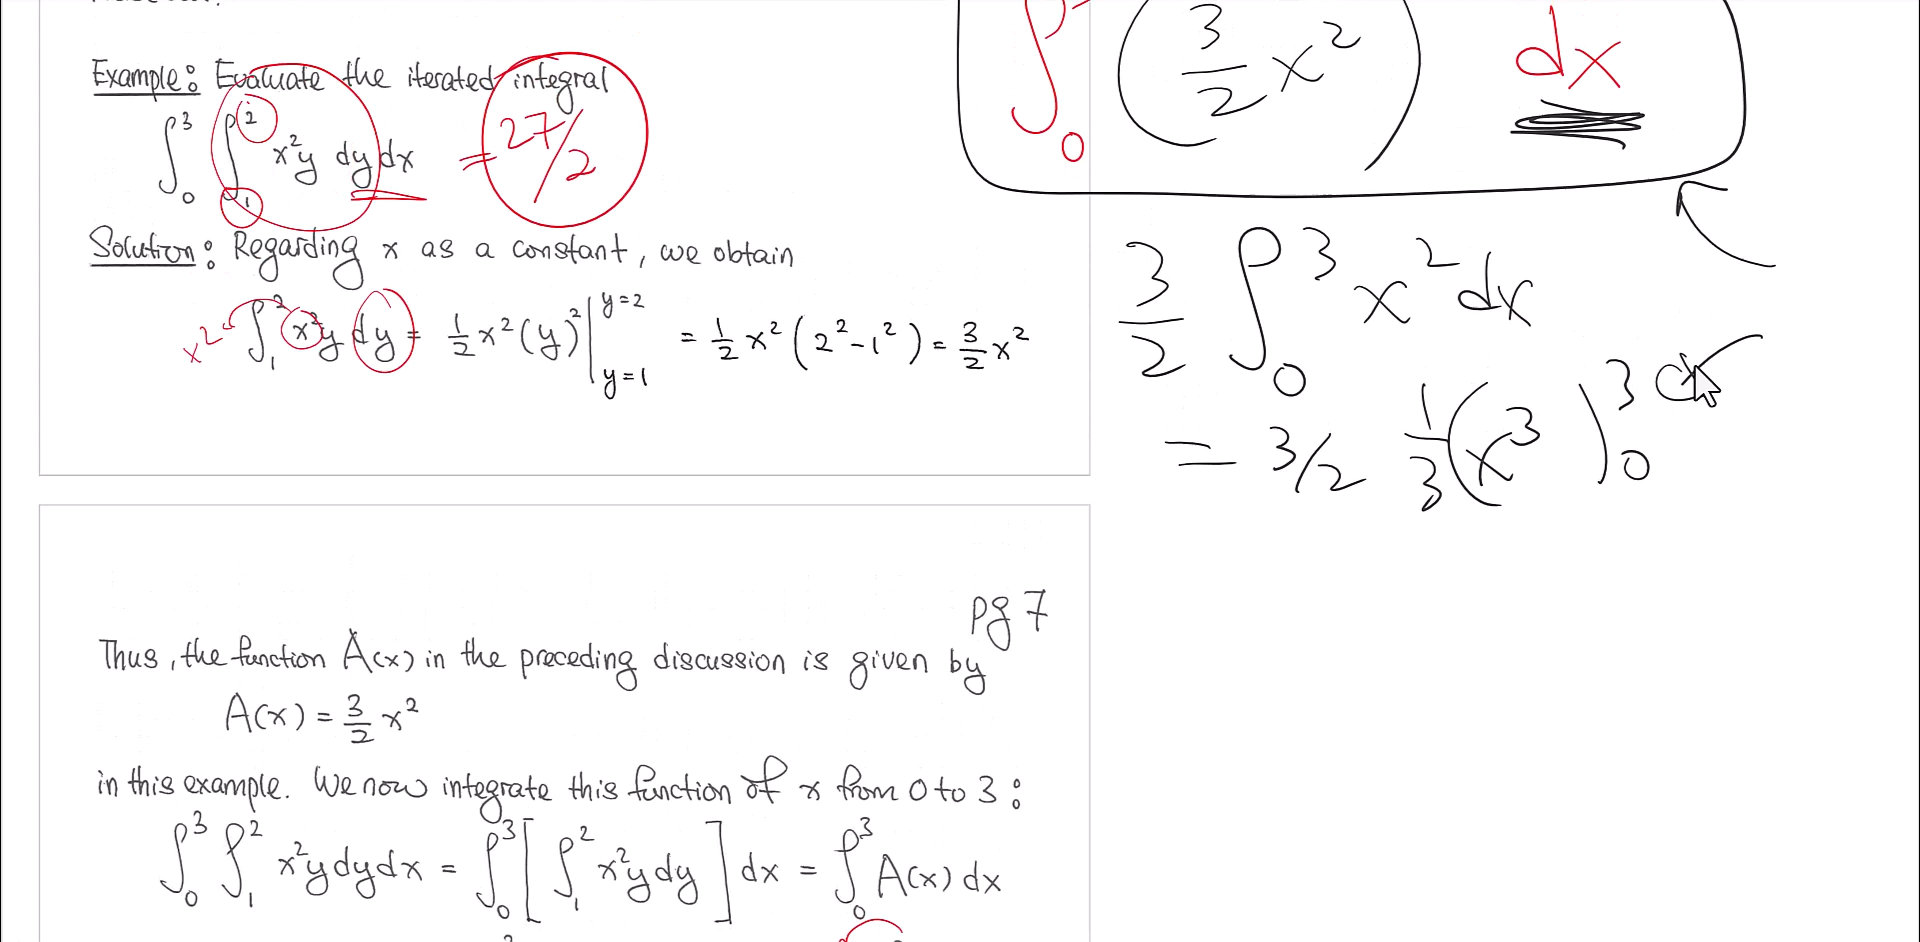 Example: Evaluate the iterated integral
∫₀³ ∫₁² x²y dy dx = 27/2
Solution: Regarding x as a constant, we obtain
x² ∫₁² x²y dy = 1/2 x² (y)² |y=2 y=1 = 1/2 x² (2² - 1²) = 3/2 x²
pg 7
Thus, the function A(x) in the preceding discussion is given by
A(x) = 3/2 x²
in this example. We now integrate this function of x from 0 to 3:
∫₀³ ∫₁² x²y dy dx = ∫₀³ [ ∫₁² x²y dy ] dx = ∫₀³ A(x) dx
∫₀ ( 3/2 x² ) dx
3/2 ∫₀³ x² dx
= 3/2 1/3 (x³ )|₀³